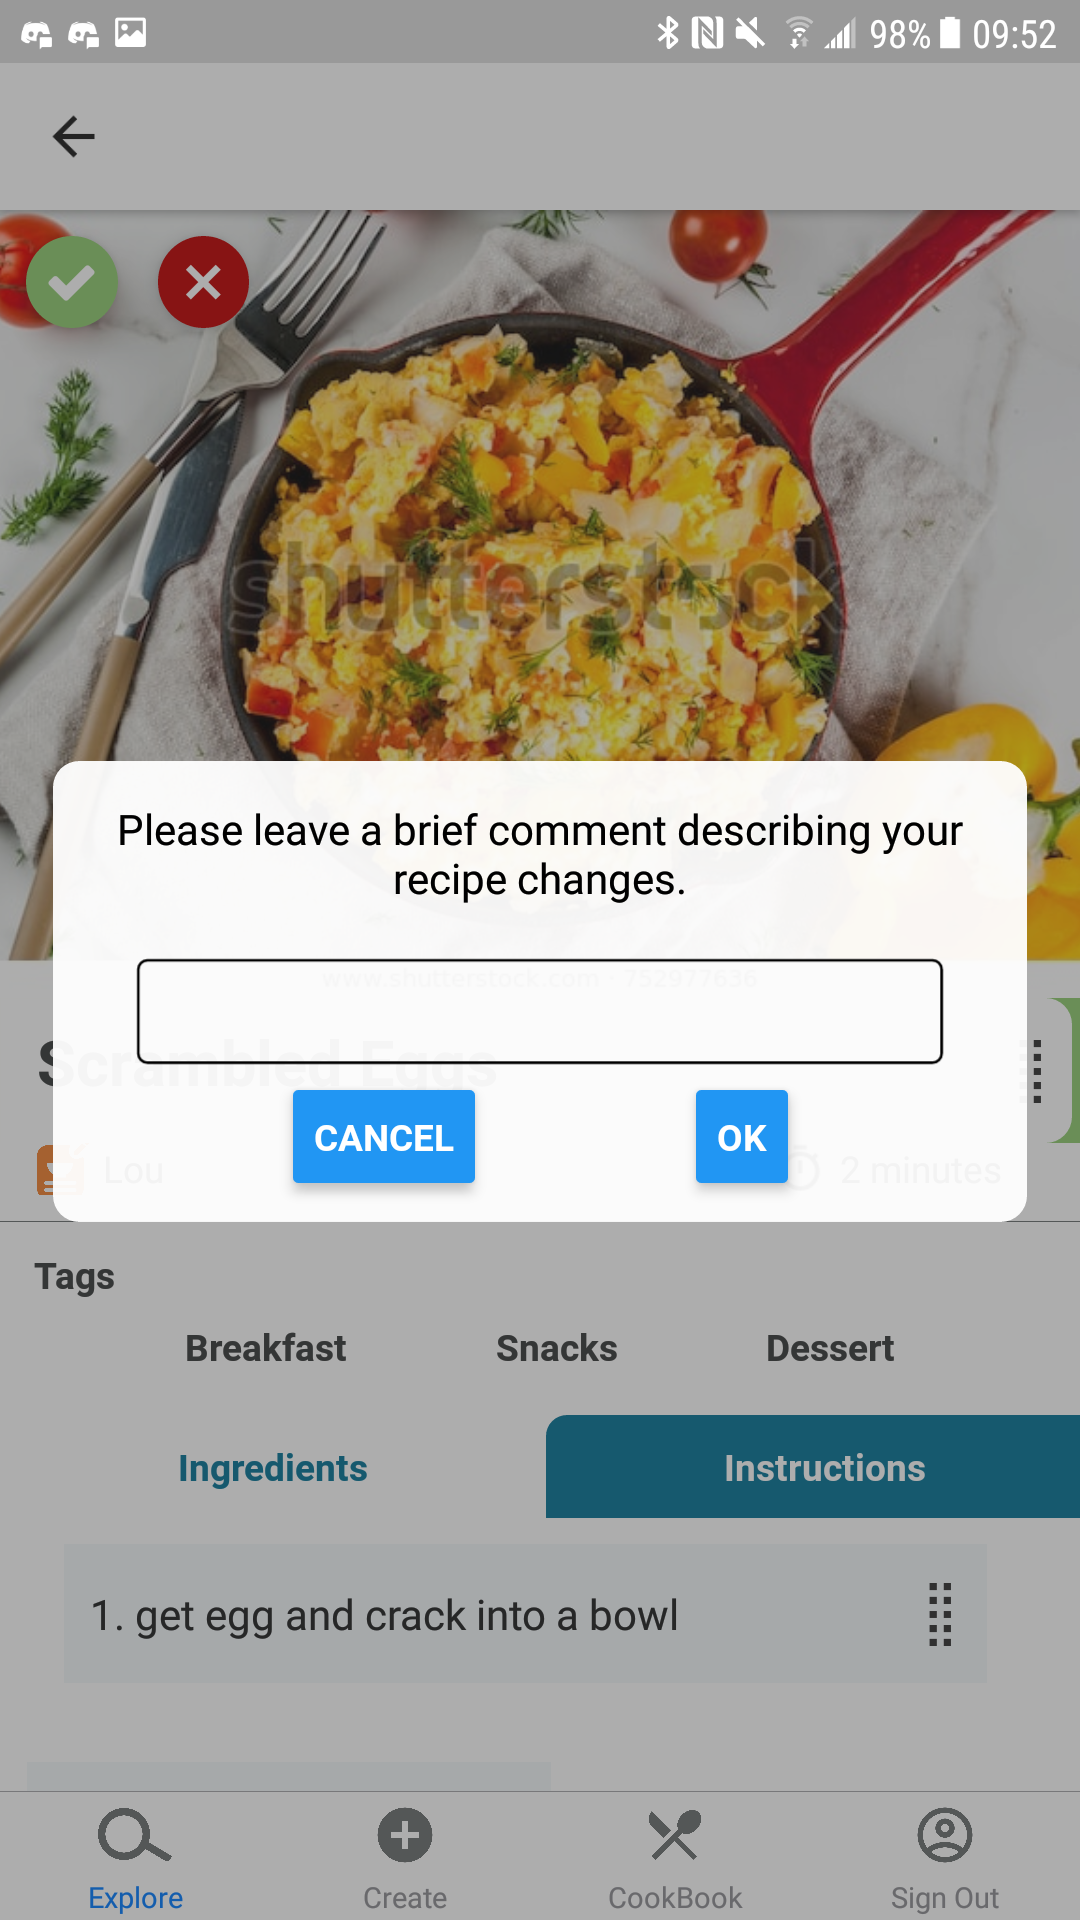 98% 09:52
shutterstock
Please leave a brief comment describing your
recipe changes.
www.shutterstock.com · 752977636
Scrambled Eggs
CANCEL
OK
Lou
2 minutes
Tags
Breakfast Snacks Dessert
Ingredients Instructions
1. get egg and crack into a bowl
Explore Create CookBook Sign Out